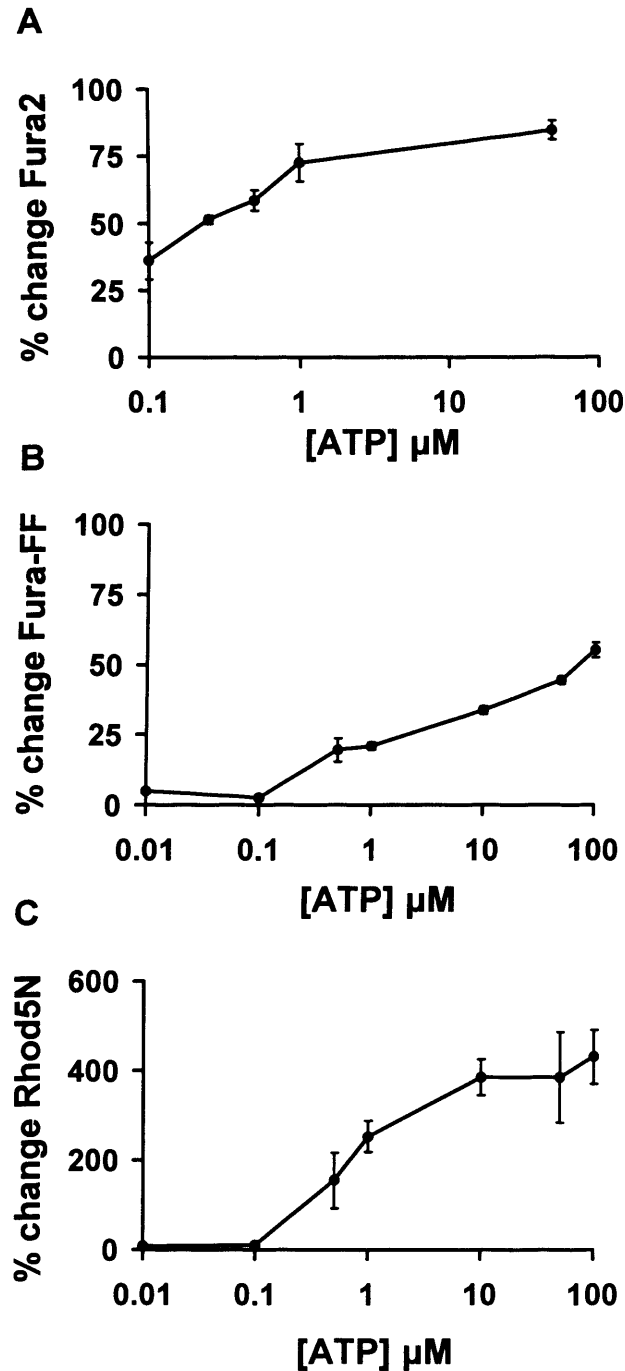 A
% change Fura2
100
75
50
25
0
0.1 1 10 100
[ATP] µM
B
% change Fura-FF
100
75
50
25
0
0.01 0.1 1 10 100
[ATP] µM
C
% change Rhod5N
600
400
200
0
0.01 0.1 1 10 100
[ATP] µM